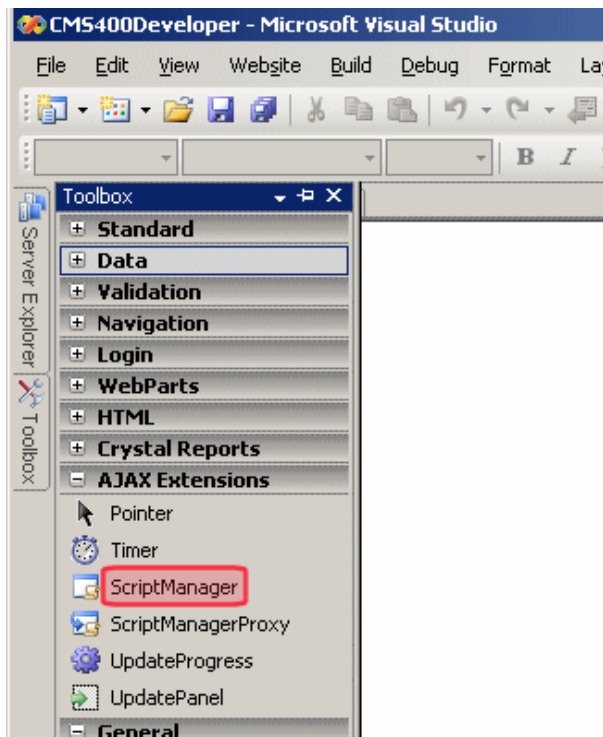 CMS400Developer - Microsoft Visual Studio
File Edit View Website Build Debug Format
B I
Toolbox
Server Explorer
Toolbox
Standard
Data
Validation
Navigation
Login
WebParts
HTML
Crystal Reports
AJAX Extensions
Pointer
Timer
ScriptManager
ScriptManagerProxy
UpdateProgress
UpdatePanel
General